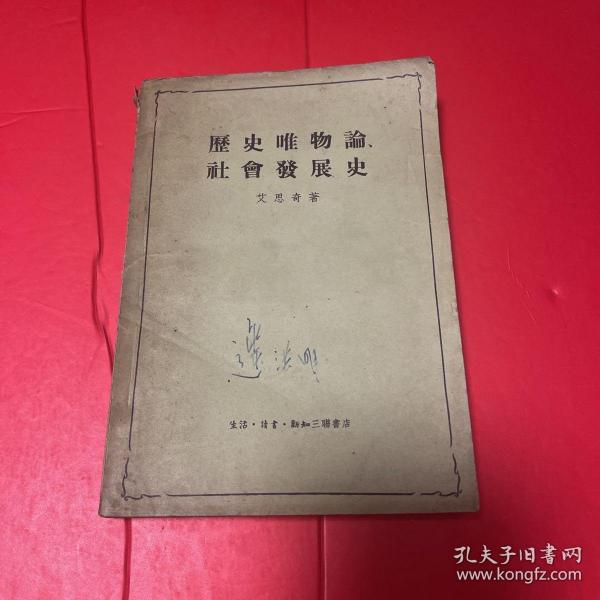 歷史唯物論、
社會發展史
艾思奇著
生活·讀書·新知三聯書店
孔夫子旧书网
www.kongfz.com